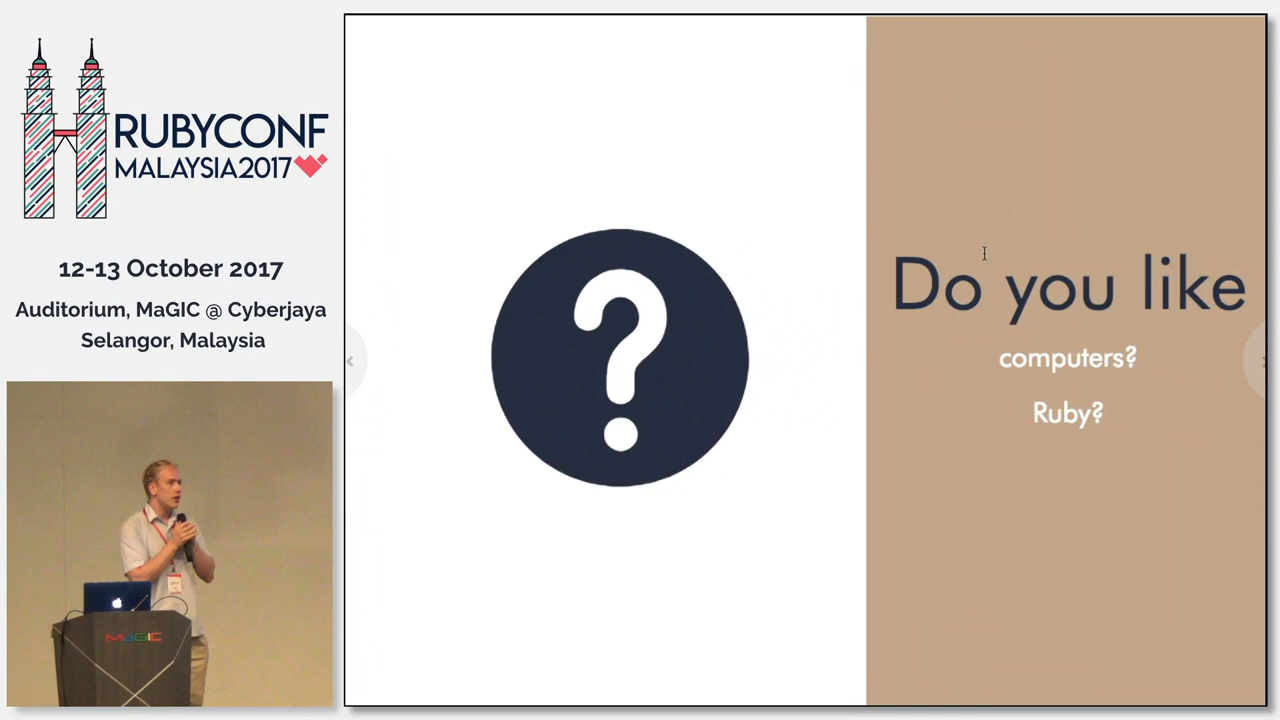 RUBYCONF
MALAYSIA2017
12-13 October 2017
Auditorium, MaGIC @ Cyberjaya
Selangor, Malaysia
MaGIC
?
Do you like
computers?
Ruby?